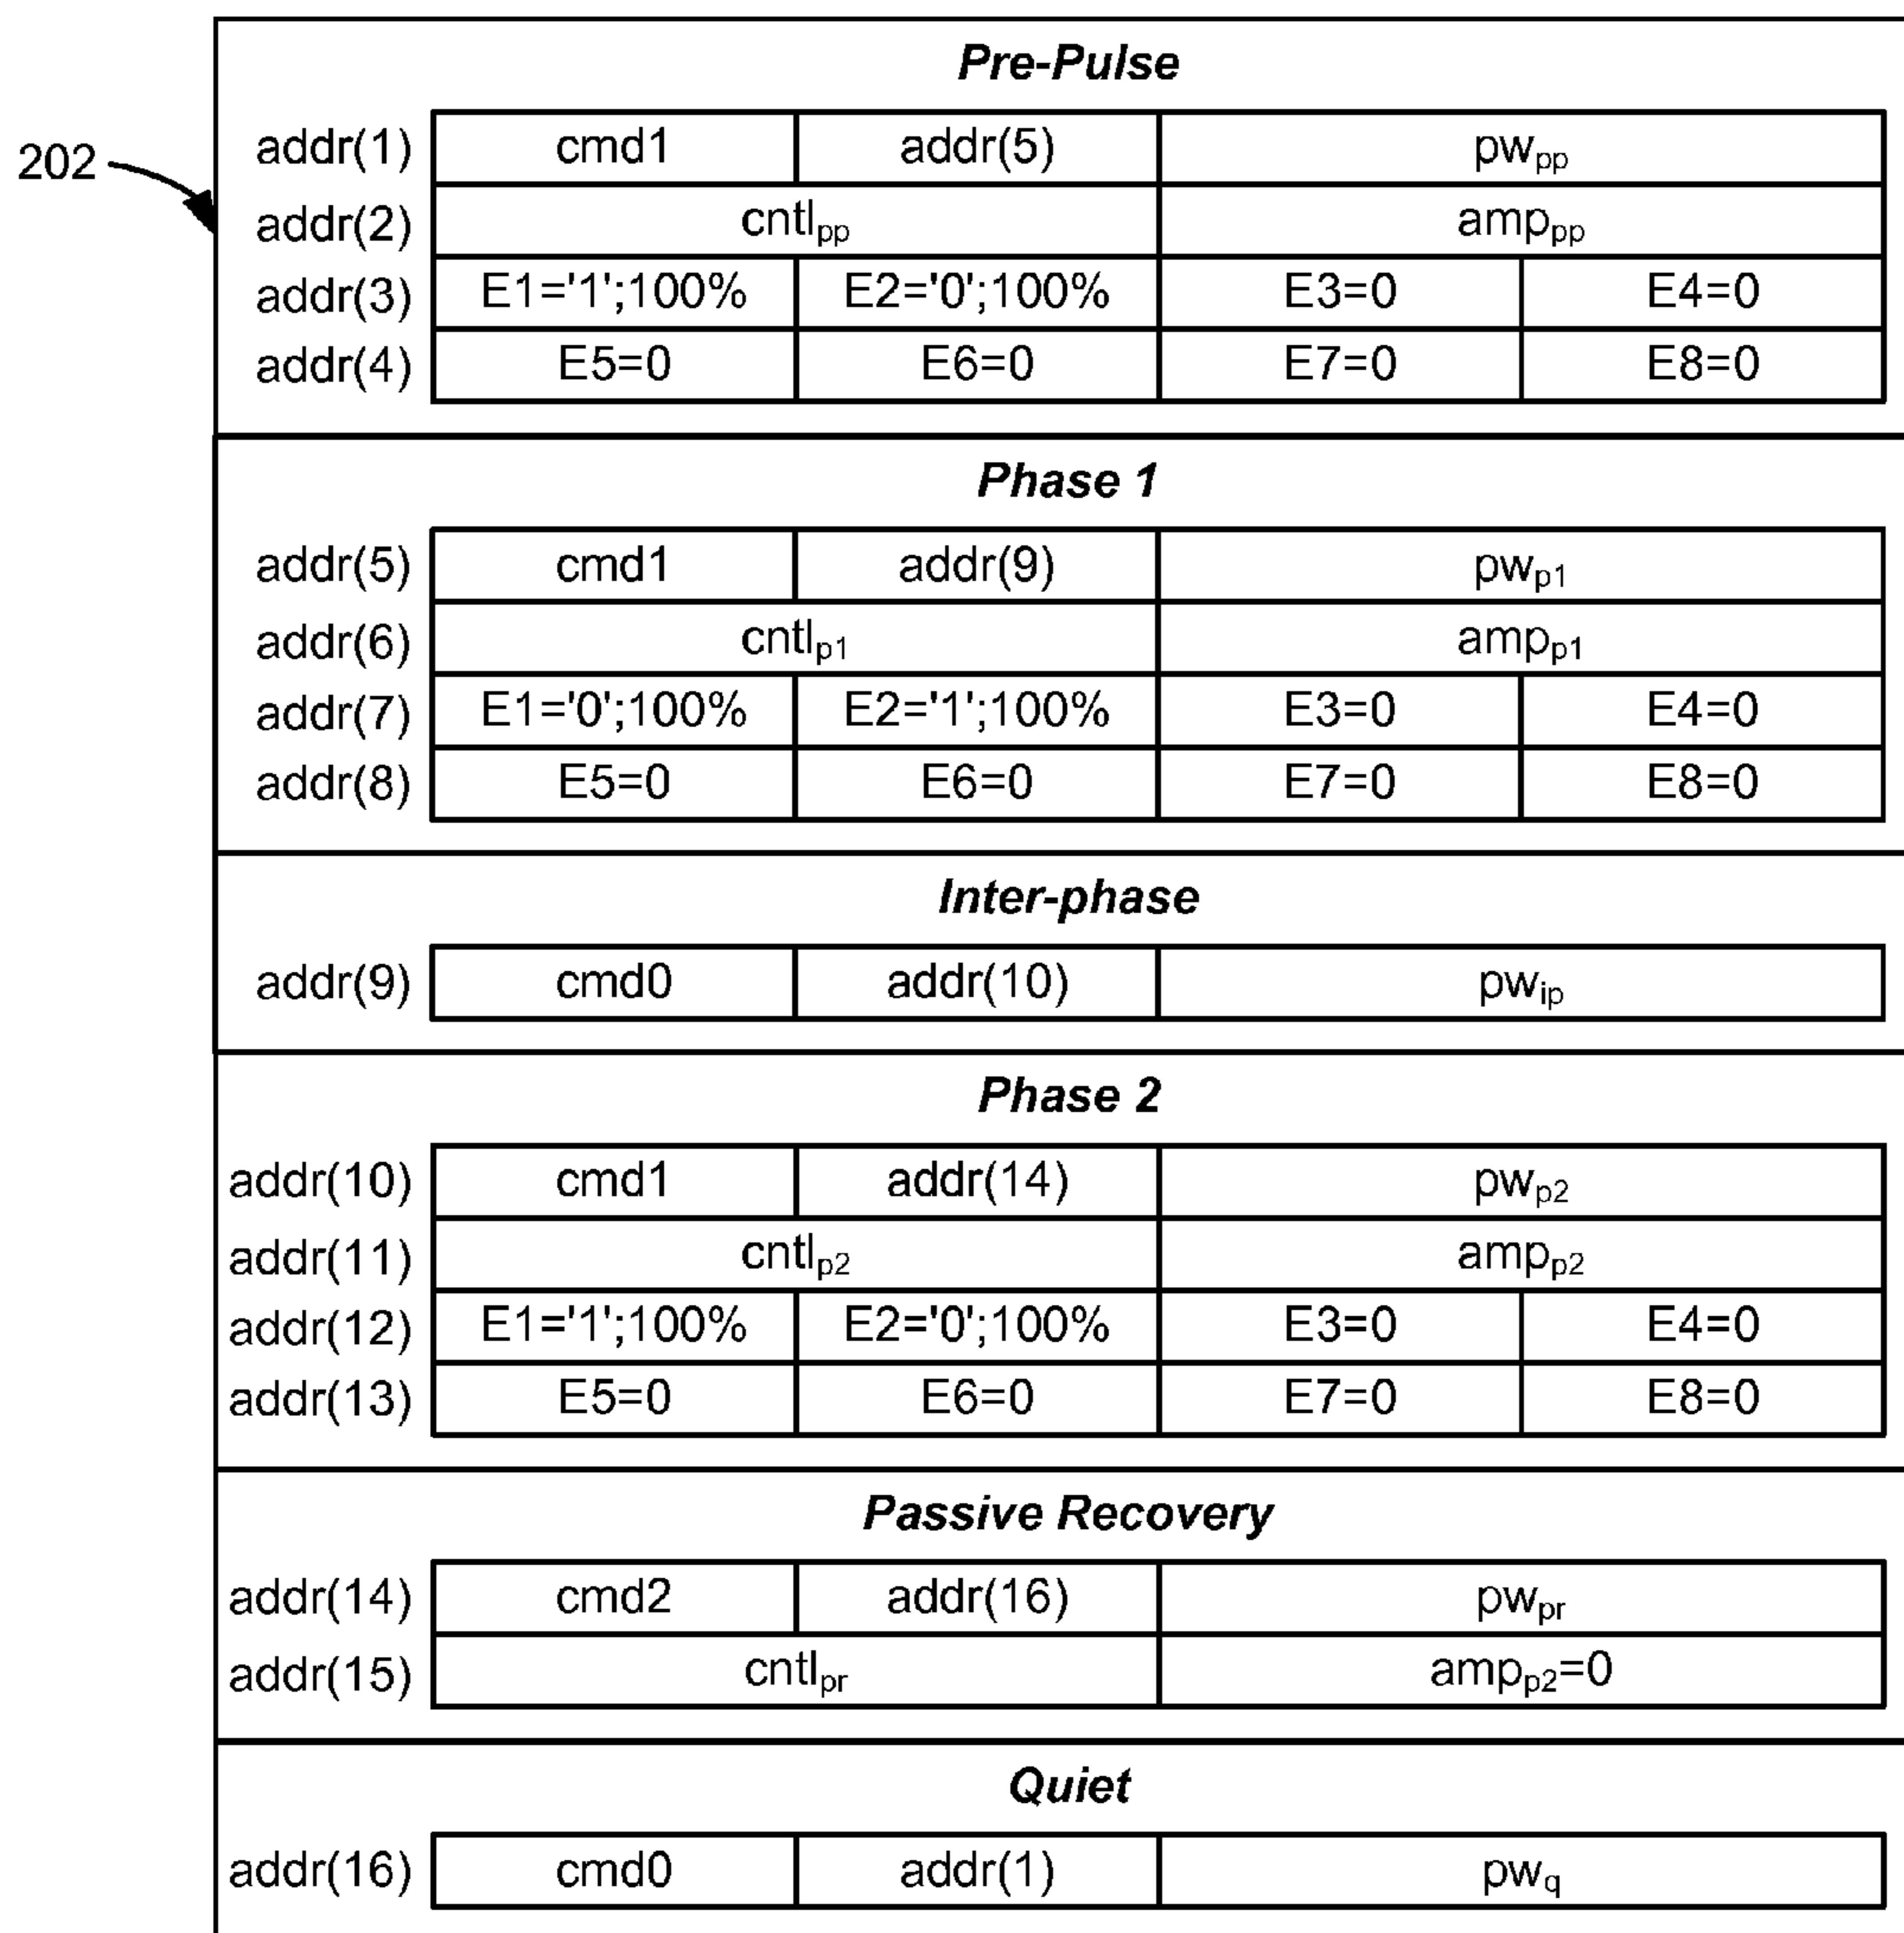 Pre-Pulse
202
addr(1) cmd1 addr(5) pwpp
addr(2) cntlpp amppp
addr(3) E1='1';100% E2='0';100% E3=0 E4=0
addr(4) E5=0 E6=0 E7=0 E8=0
Phase 1
addr(5) cmd1 addr(9) pwp1
addr(6) cntlp1 ampp1
addr(7) E1='0';100% E2='1';100% E3=0 E4=0
addr(8) E5=0 E6=0 E7=0 E8=0
Inter-phase
addr(9) cmd0 addr(10) pwip
Phase 2
addr(10) cmd1 addr(14) pwp2
addr(11) cntlp2 ampp2
addr(12) E1='1';100% E2='0';100% E3=0 E4=0
addr(13) E5=0 E6=0 E7=0 E8=0
Passive Recovery
addr(14) cmd2 addr(16) pwpr
addr(15) cntlpr ampp2=0
Quiet
addr(16) cmd0 addr(1) pwq